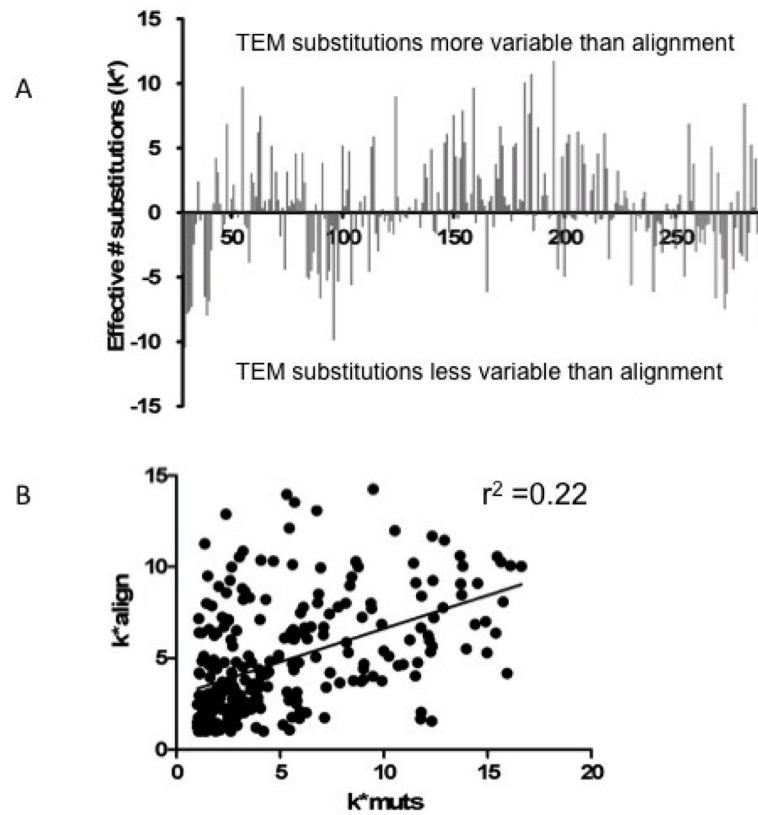 A
Effective # substitutions (k*)
15
TEM substitutions more variable than alignment
10
5
0
50
100
150
200
250
-5
-10
TEM substitutions less variable than alignment
-15
B
k*align
15
r² =0.22
10
5
0
0
5
10
15
20
k*muts